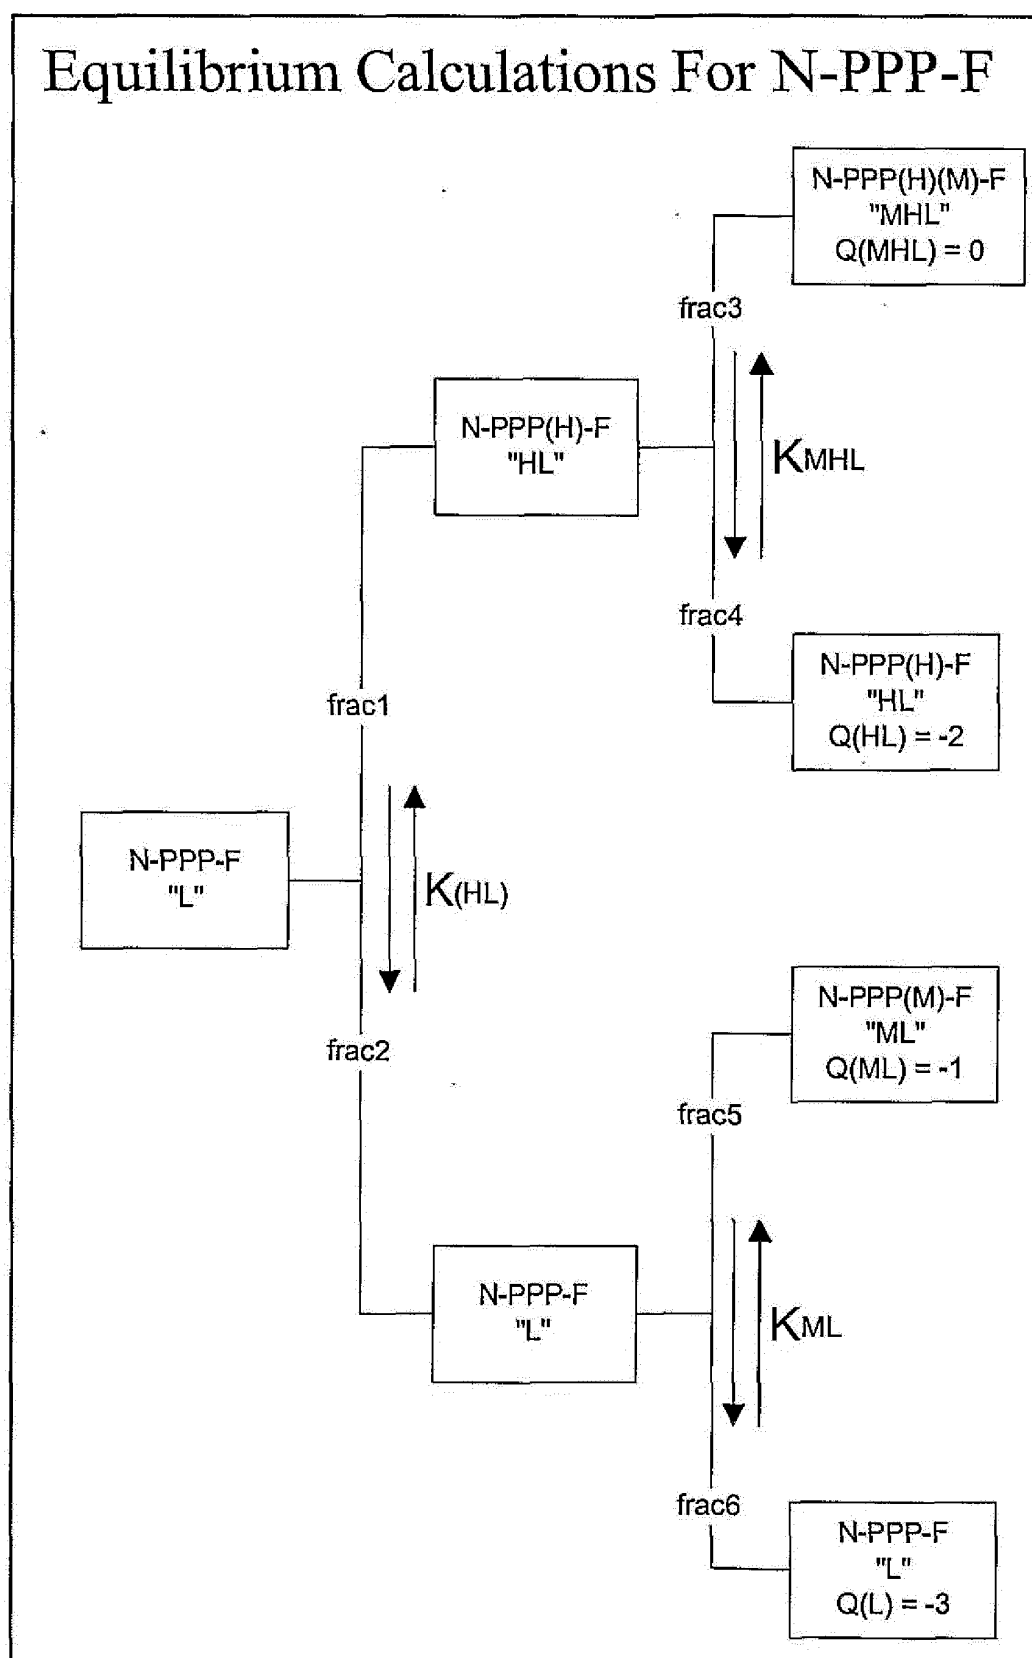 Equilibrium Calculations For N-PPP-F
N-PPP(H)(M)-F
"MHL"
Q(MHL) = 0
frac3
N-PPP(H)-F
"HL"
KMHL
frac4
N-PPP(H)-F
"HL"
Q(HL) = -2
frac1
N-PPP-F
"L"
K(HL)
N-PPP(M)-F
"ML"
Q(ML) = -1
frac2
frac5
N-PPP-F
"L"
KML
frac6
N-PPP-F
"L"
Q(L) = -3